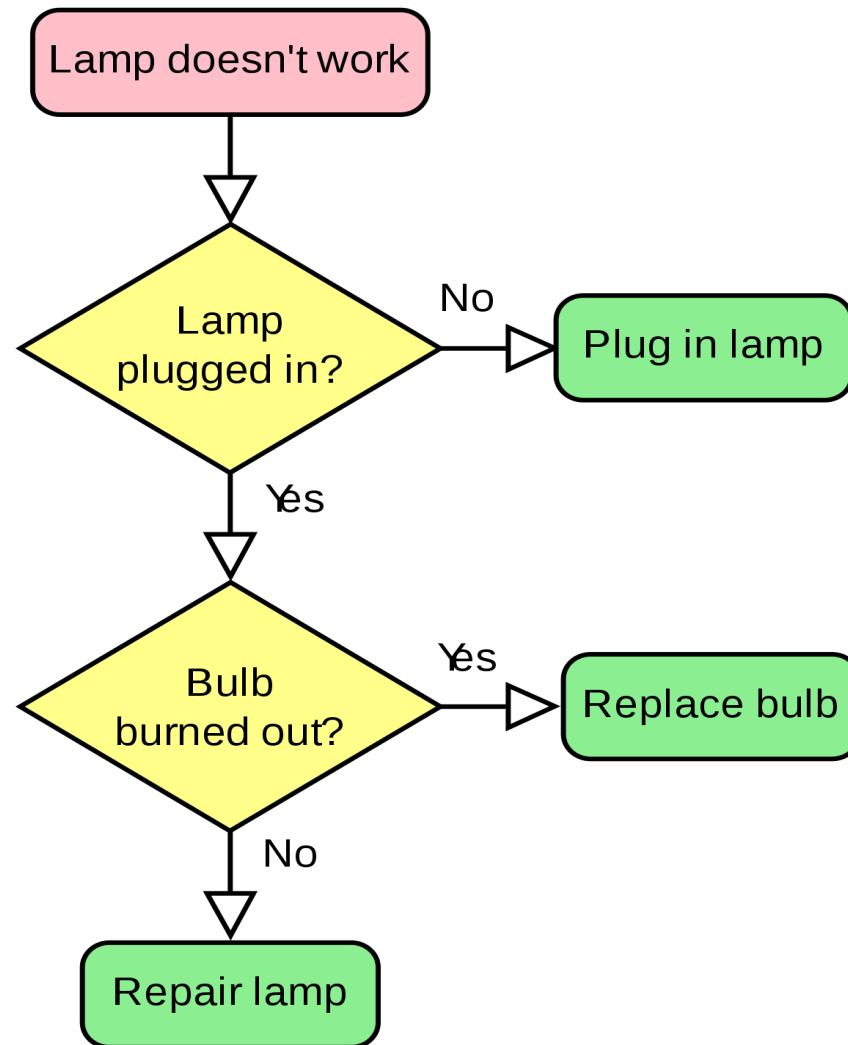 Lamp doesn't work
Lamp
plugged in?
No
Plug in lamp
Yes
Bulb
burned out?
Yes
Replace bulb
No
Repair lamp